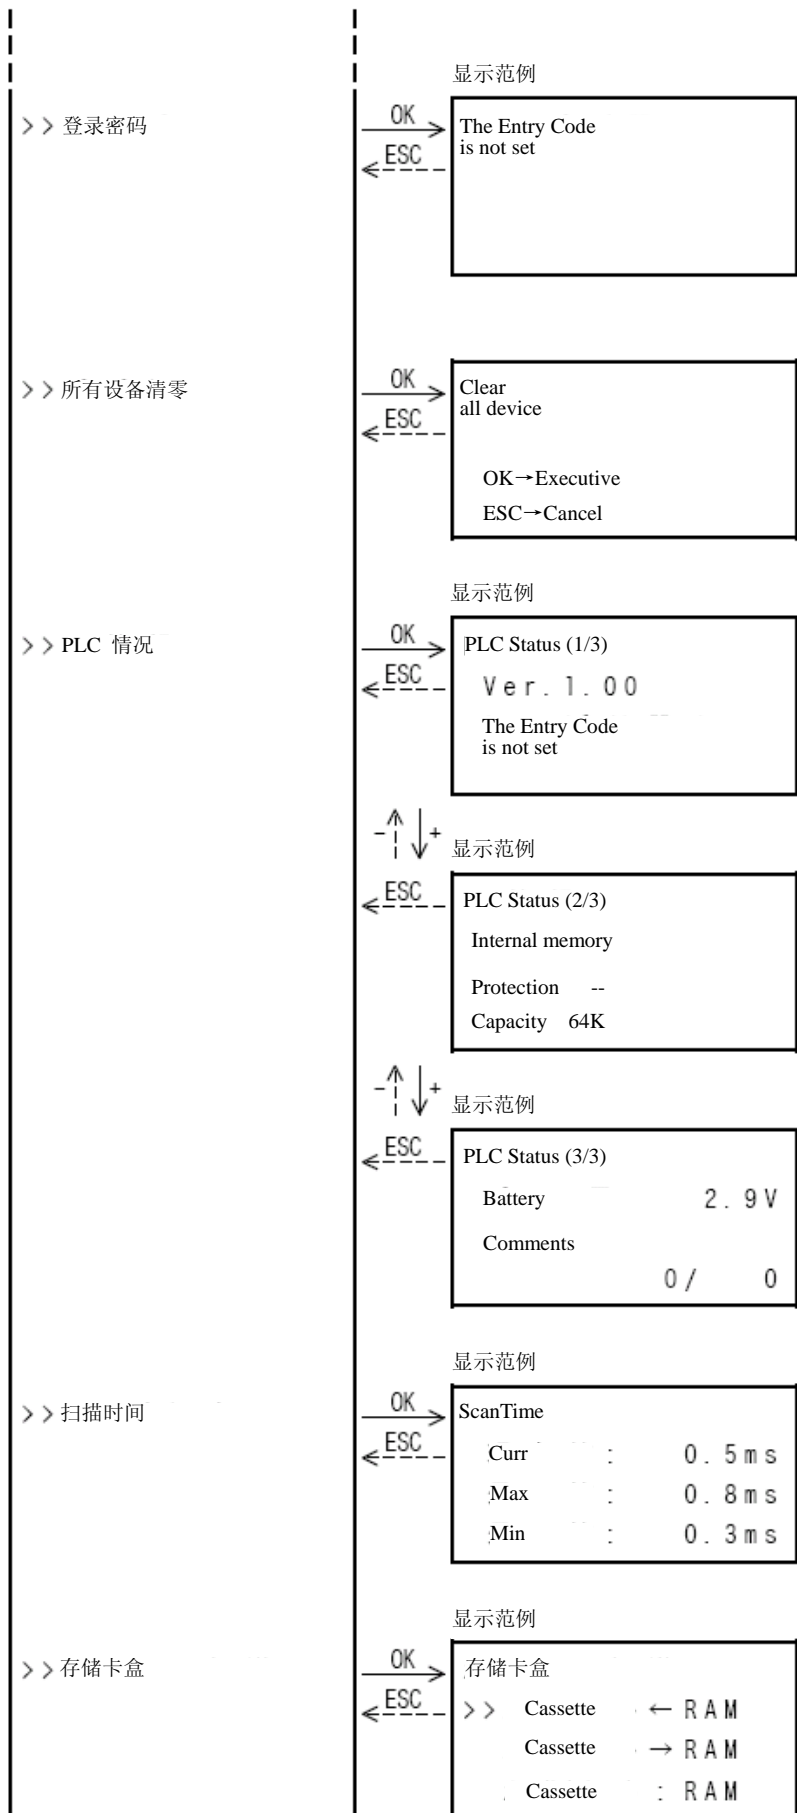 显示范例
>>登录密码
OK
ESC
The Entry Code
is not set
>>所有设备清零
OK
ESC
Clear
all device
OK→Executive
ESC→Cancel
显示范例
>>PLC 情况
OK
ESC
PLC Status (1/3)
Ver.1.00
The Entry Code
is not set
- +
显示范例
ESC
PLC Status (2/3)
Internal memory
Protection --
Capacity 64K
- +
显示范例
ESC
PLC Status (3/3)
Battery 2.9V
Comments
0/ 0
显示范例
>>扫描时间
OK
ESC
ScanTime
Curr : 0.5ms
Max : 0.8ms
Min : 0.3ms
显示范例
>>存储卡盒
OK
ESC
存储卡盒
>> Cassette ← RAM
Cassette → RAM
Cassette : RAM